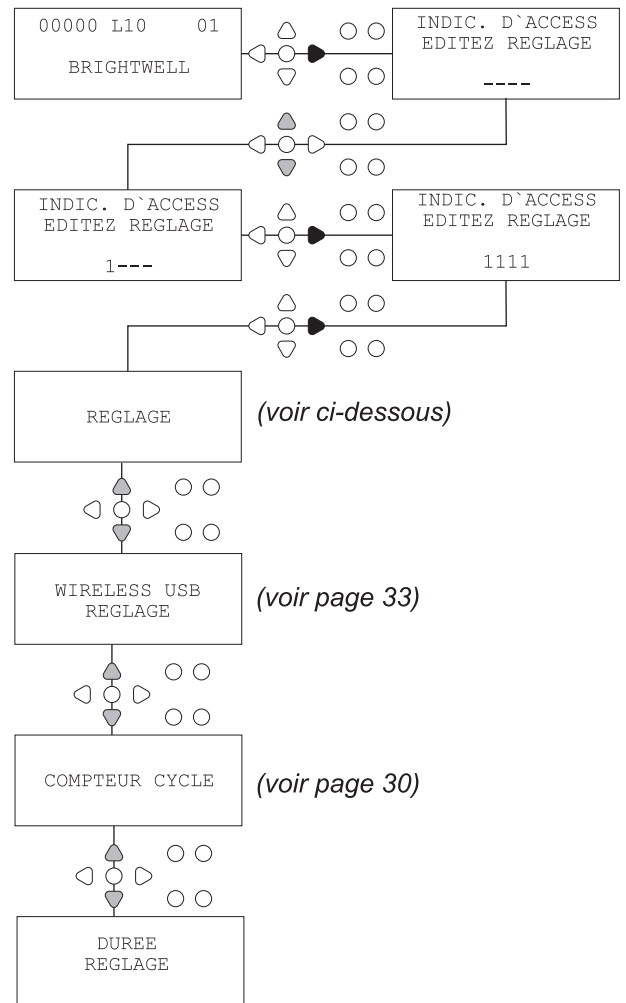 00000 L10 01
BRIGHTWELL
INDIC. D`ACCESS
EDITEZ REGLAGE
----
INDIC. D`ACCESS
EDITEZ REGLAGE
1---
INDIC. D`ACCESS
EDITEZ REGLAGE
1111
REGLAGE
(voir ci-dessous)
WIRELESS USB
REGLAGE
(voir page 33)
COMPTEUR CYCLE
(voir page 30)
DUREE
REGLAGE